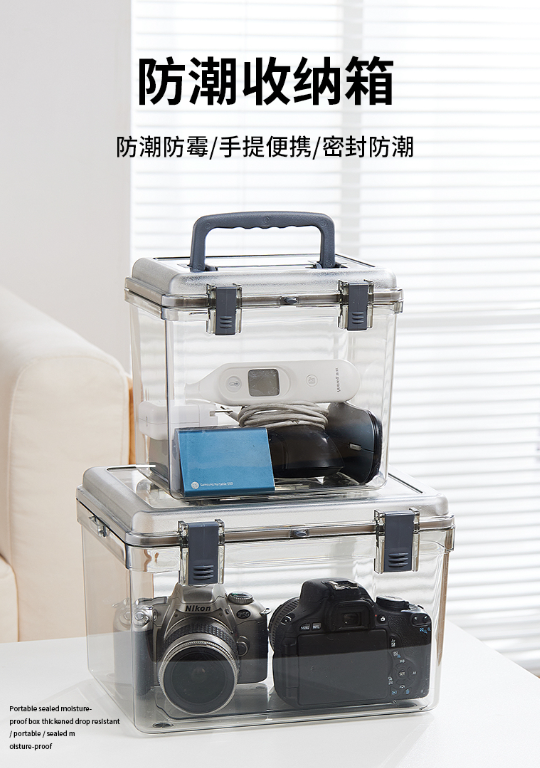 防潮收纳箱
防潮防霉/手提便携/密封防潮
Nikon
Portable sealed moisture-
proof box thickened drop resistant
/ portable / sealed m
oisture-proof